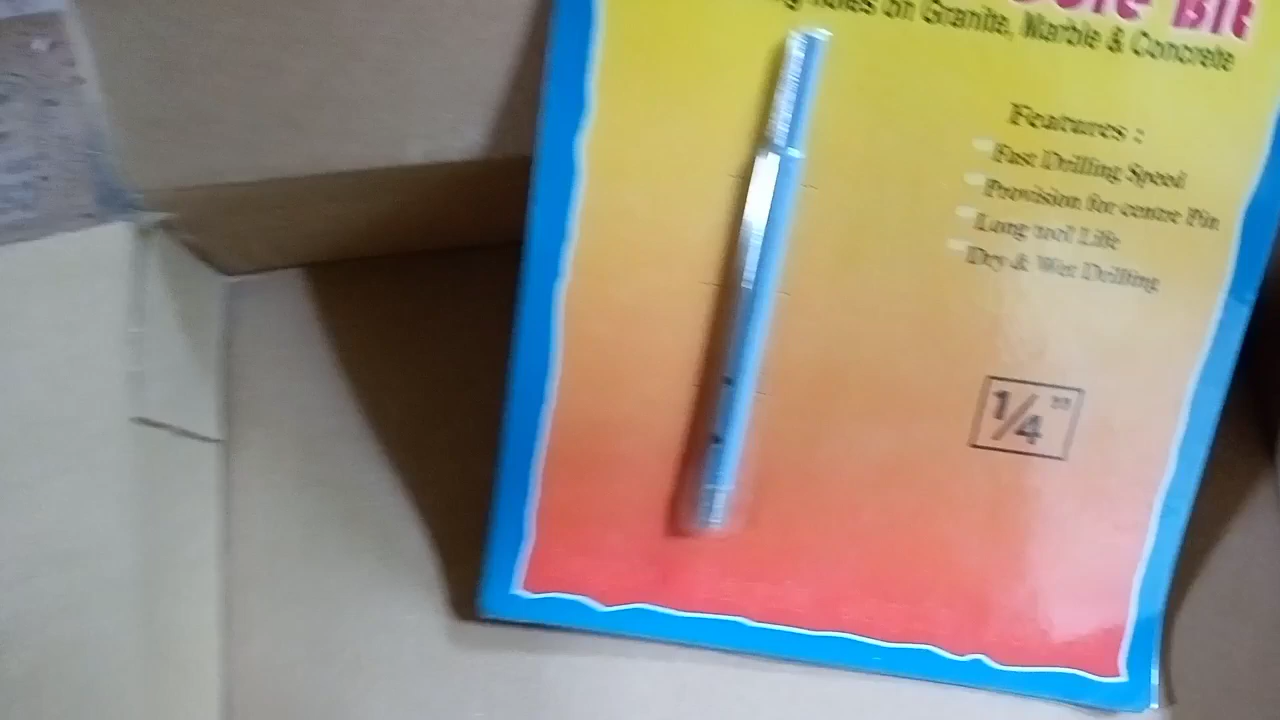 Bit
holes on Granite, Marble & Concrete
Features :
Fast Drilling Speed
Provision for centre Pin
Long tool Life
Dry & Wet Drilling
1/4"